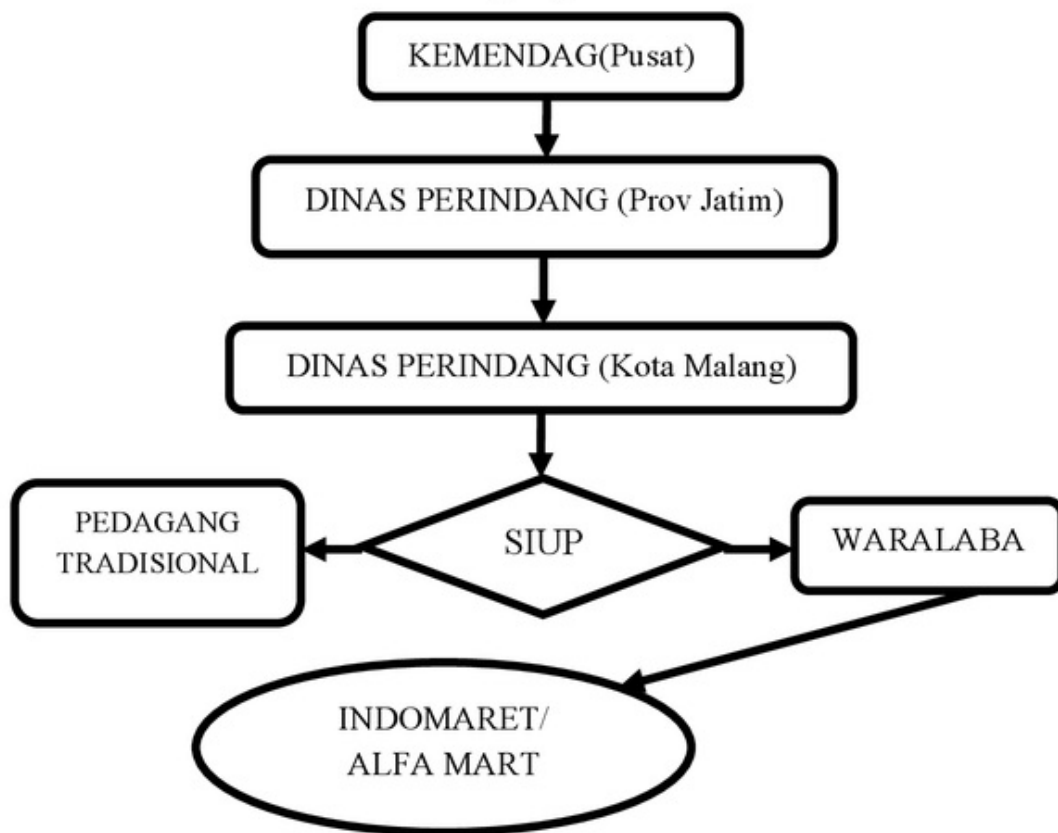 KEMENDAG(Pusat)
DINAS PERINDANG (Prov Jatim)
DINAS PERINDANG (Kota Malang)
PEDAGANG
TRADISIONAL
SIUP
WARALABA
INDOMARET/
ALFA MART